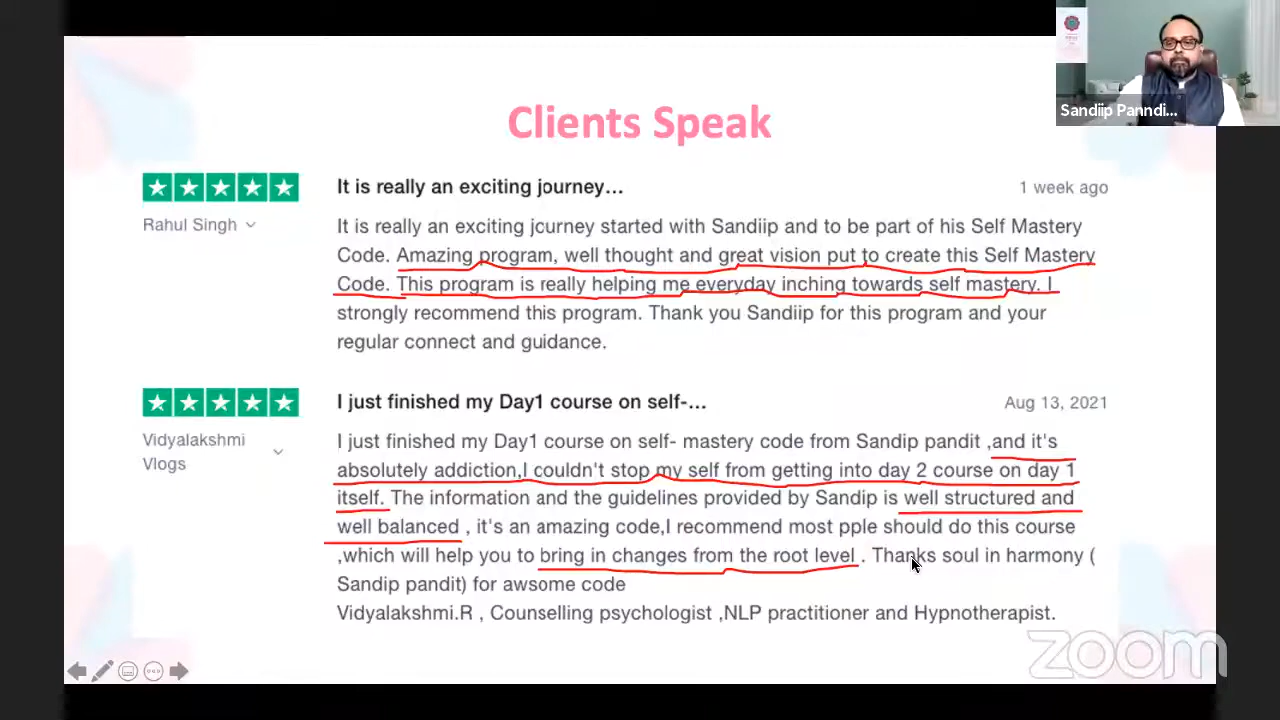 Sandiip Panndi...
Clients Speak
It is really an exciting journey...
1 week ago
Rahul Singh
It is really an exciting journey started with Sandiip and to be part of his Self Mastery
Code. Amazing program, well thought and great vision put to create this Self Mastery
Code. This program is really helping me everyday inching towards self mastery. I
strongly recommend this program. Thank you Sandiip for this program and your
regular connect and guidance.
I just finished my Day1 course on self-...
Aug 13, 2021
Vidyalakshmi
Vlogs
I just finished my Day1 course on self- mastery code from Sandip pandit ,and it's
absolutely addiction,I couldn't stop my self from getting into day 2 course on day 1
itself. The information and the guidelines provided by Sandip is well structured and
well balanced , it's an amazing code,I recommend most pple should do this course
,which will help you to bring in changes from the root level . Thanks soul in harmony (
Sandip pandit) for awsome code
Vidyalakshmi.R , Counselling psychologist ,NLP practitioner and Hypnotherapist.
zoom